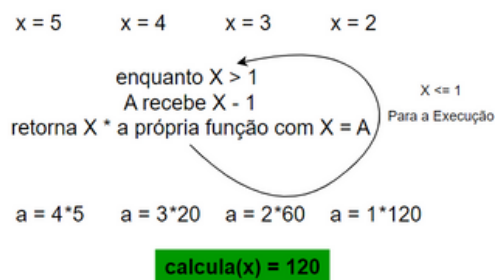 x = 5 x = 4 x = 3 x = 2
enquanto X > 1
A recebe X - 1
retorna X * a própria função com X = A
X <= 1
Para a Execução
a = 4*5 a = 3*20 a = 2*60 a = 1*120
calcula(x) = 120